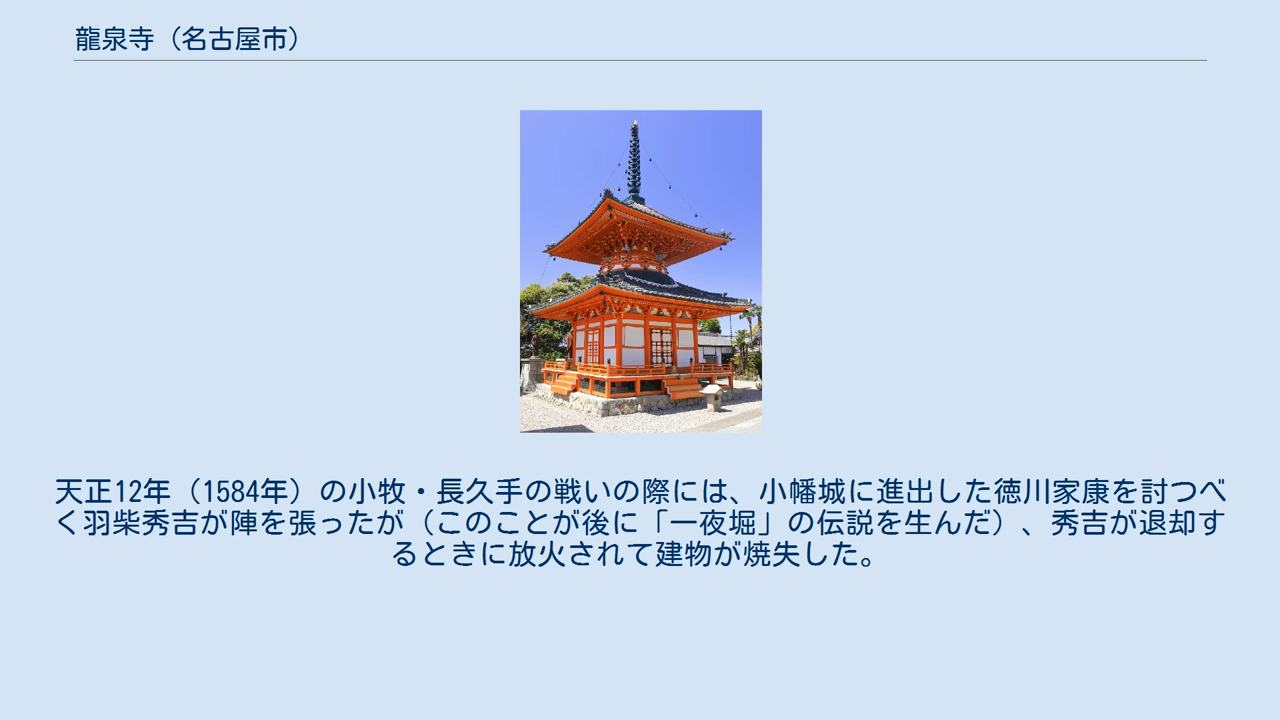 龍泉寺（名古屋市）
天正12年（1584年）の小牧・長久手の戦いの際には、小幡城に進出した徳川家康を討つべ
く羽柴秀吉が陣を張ったが（このことが後に「一夜堀」の伝説を生んだ）、秀吉が退却す
るときに放火されて建物が焼失した。